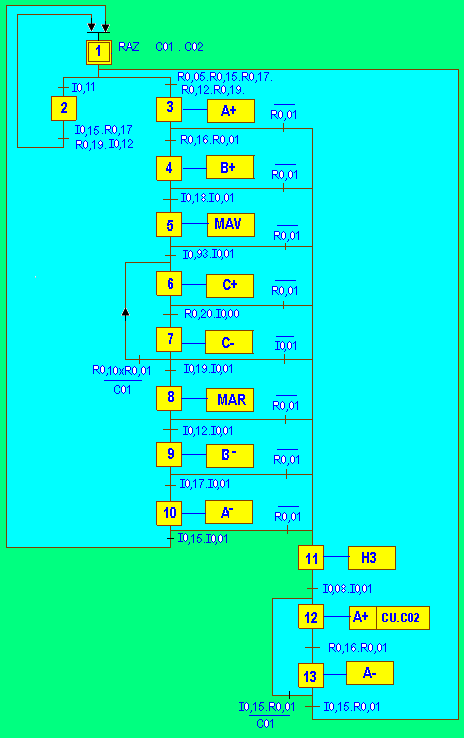 1 RAZ C01 . C02
I0,11
R0,05.R0,15.R0,17.
R0,12.R0,19.
2
3 A+ R0,01
I0,15.R0,17
R0,19.I0,12
R0,16.R0,01
4 B+ R0,01
I0,18.I0,01
5 MAV R0,01
I0,93.I0,01
6 C+ R0,01
R0,20.I0,00
7 C- I0,01
R0,10xR0,01
C01
I0,19.I0,01
8 MAR R0,01
I0,12.I0,01
9 B- R0,01
I0,17.I0,01
10 A- R0,01
I0,15.I0,01
11 H3
I0,08.I0,01
12 A+ CU.C02
R0,16.R0,01
13 A-
I0,15.R0,01
C01
I0,15.R0,01